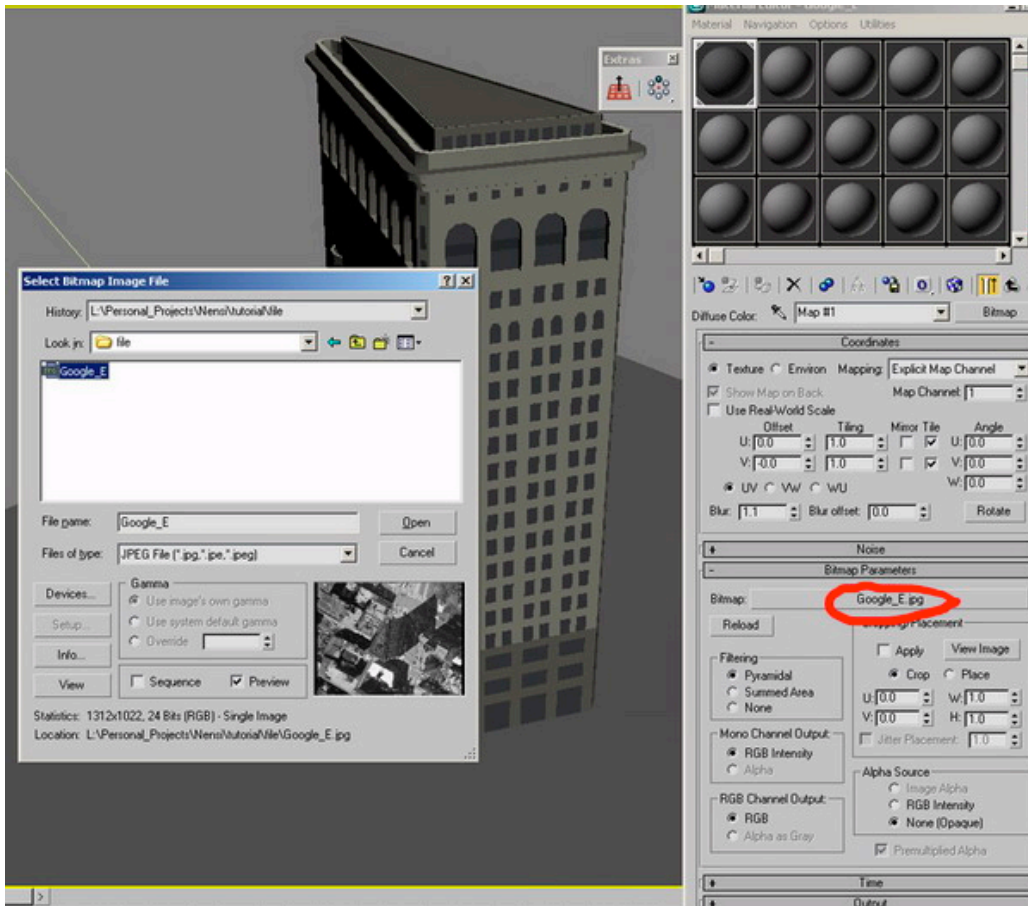 Material Editor - Google_E
Material Navigation Options Utilities
Extras
Select Bitmap Image File
History: L:\Personal_Projects\Nensi\tutorial\file
Look in: file
Google_E
File name: Google_E Open
Files of type: JPEG File (*.jpg,*.jpe,*.jpeg) Cancel
Devices...
Setup...
Info...
View
Gamma
Use image's own gamma
Use system default gamma
Override
Sequence Preview
Statistics: 1312x1022, 24 Bits (RGB) - Single Image
Location: L:\Personal_Projects\Nensi\tutorial\file\Google_E.jpg
Diffuse Color: Map #1 Bitmap
Coordinates
Texture Environ Mapping: Explicit Map Channel
Show Map on Back Map Channel: 1
Use Real-World Scale
Offset Tiling Mirror Tile Angle
U: 0.0 1.0 U: 0.0
V: -0.0 1.0 V: 0.0
UV VW WU W: 0.0
Blur: 1.1 Blur offset: 0.0 Rotate
Noise
Bitmap Parameters
Bitmap: Google_E.jpg
Reload
Cropping/Placement
Apply View Image
Crop Place
U: 0.0 W: 1.0
V: 0.0 H: 1.0
Jitter Placement: 1.0
Filtering
Pyramidal
Summed Area
None
Mono Channel Output:
RGB Intensity
Alpha
RGB Channel Output:
RGB
Alpha as Gray
Alpha Source
Image Alpha
RGB Intensity
None (Opaque)
Premultiplied Alpha
Time
Output